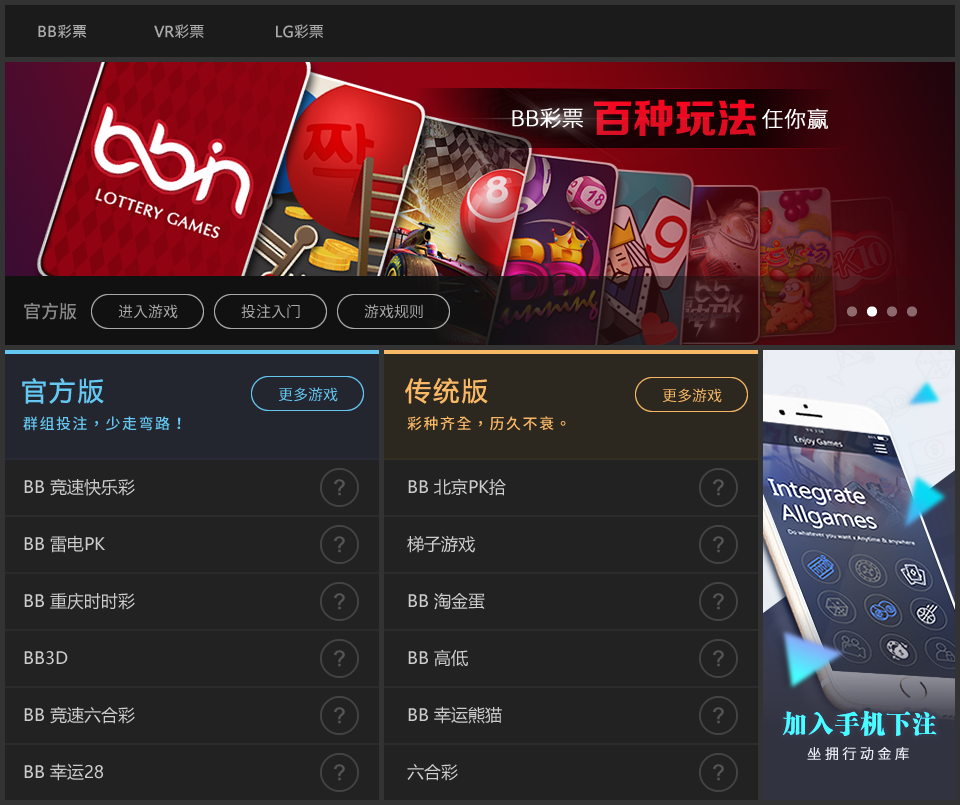 BB彩票
VR彩票
LG彩票
BB彩票 百种玩法 任你赢
bbin
LOTTERY GAMES
짜
8
18
BB
9
PK10
官方版
进入游戏
投注入门
游戏规则
官方版
更多游戏
群组投注，少走弯路！
BB 竞速快乐彩
?
BB 雷电PK
?
BB 重庆时时彩
?
BB3D
?
BB 竞速六合彩
?
BB 幸运28
?
传统版
更多游戏
彩种齐全，历久不衰。
BB 北京PK拾
?
梯子游戏
?
BB 淘金蛋
?
BB 高低
?
BB 幸运熊猫
?
六合彩
?
Enjoy Games
Integrate
Allgames
Do whatever you want x Anytime & anywhere
加入手机下注
坐拥行动金库